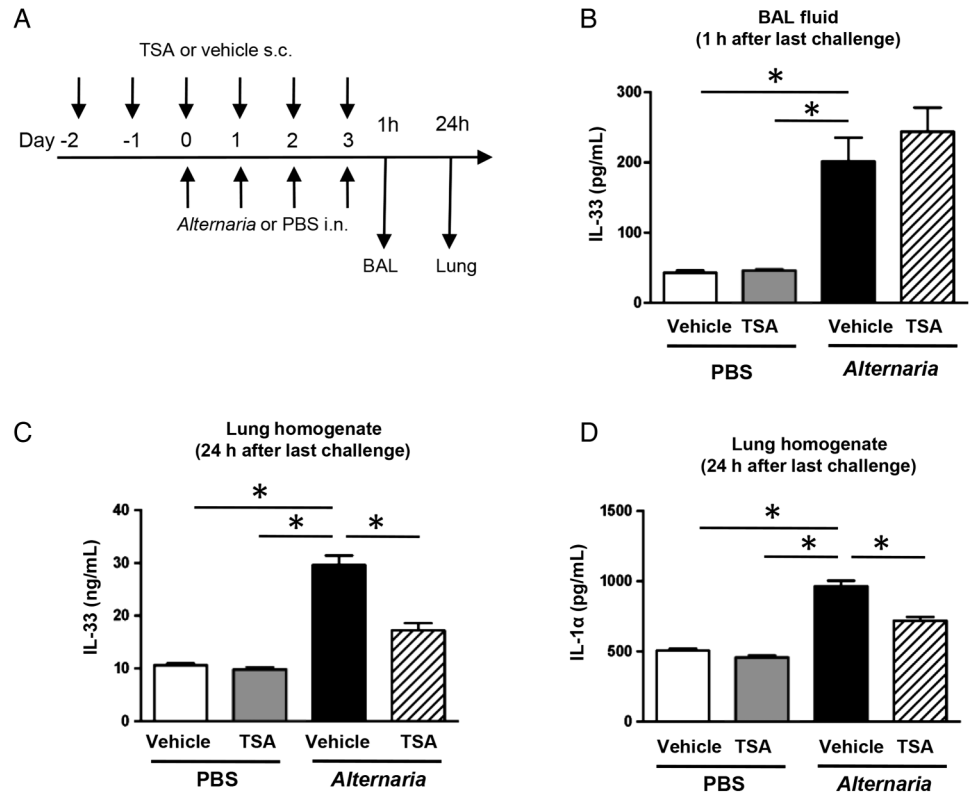 A
TSA or vehicle s.c.
Day -2 -1 0 1 2 3 1h 24h
Alternaria or PBS i.n.
BAL Lung
B
BAL fluid
(1 h after last challenge)
*
*
IL-33 (pg/mL)
300
200
100
0
Vehicle TSA Vehicle TSA
PBS Alternaria
C
Lung homogenate
(24 h after last challenge)
*
* *
IL-33 (ng/mL)
40
30
20
10
0
Vehicle TSA Vehicle TSA
PBS Alternaria
D
Lung homogenate
(24 h after last challenge)
*
* *
IL-1α (pg/mL)
1500
1000
500
0
Vehicle TSA Vehicle TSA
PBS Alternaria